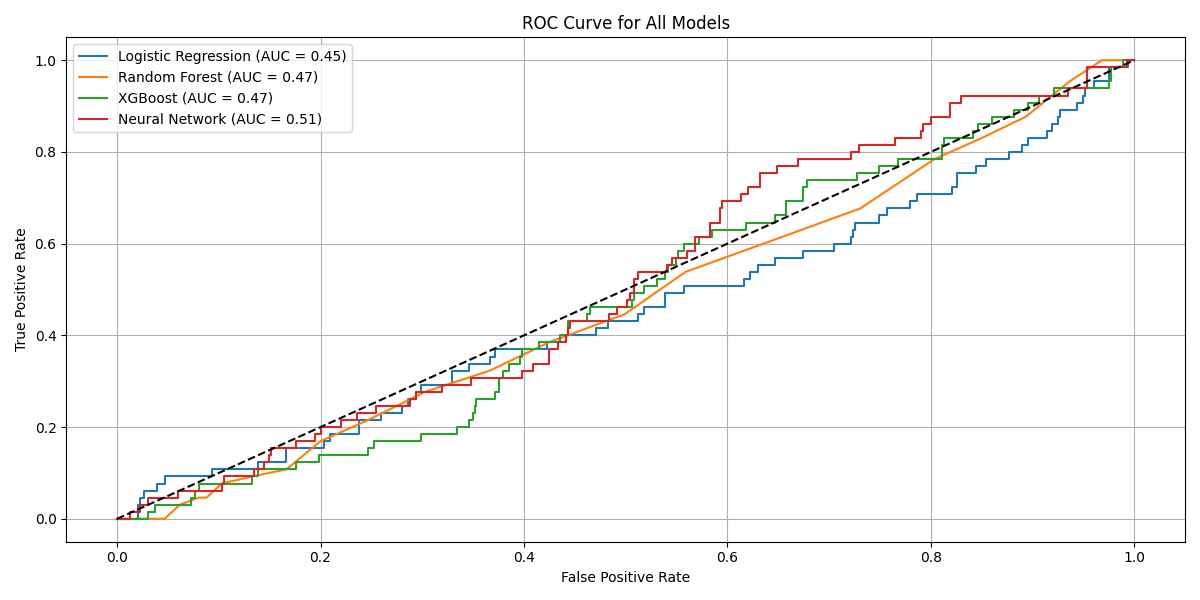 ROC Curve for All Models
Logistic Regression (AUC = 0.45)
Random Forest (AUC = 0.47)
XGBoost (AUC = 0.47)
Neural Network (AUC = 0.51)
True Positive Rate
1.0
0.8
0.6
0.4
0.2
0.0
0.0 0.2 0.4 0.6 0.8 1.0
False Positive Rate